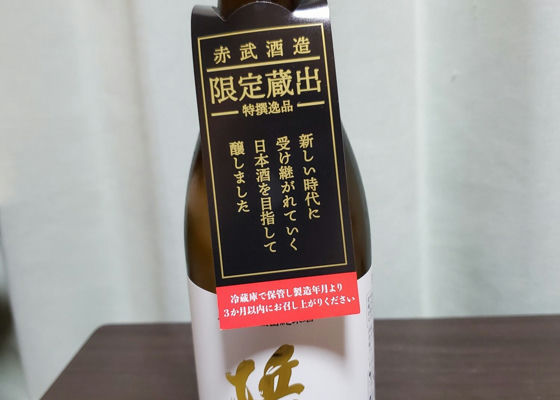 赤武酒造
限定蔵出
特撰逸品
新しい時代に
受け継がれていく
日本酒を目指して
醸しました
冷蔵庫で保管し製造年月より
3か月以内にお召し上がりください